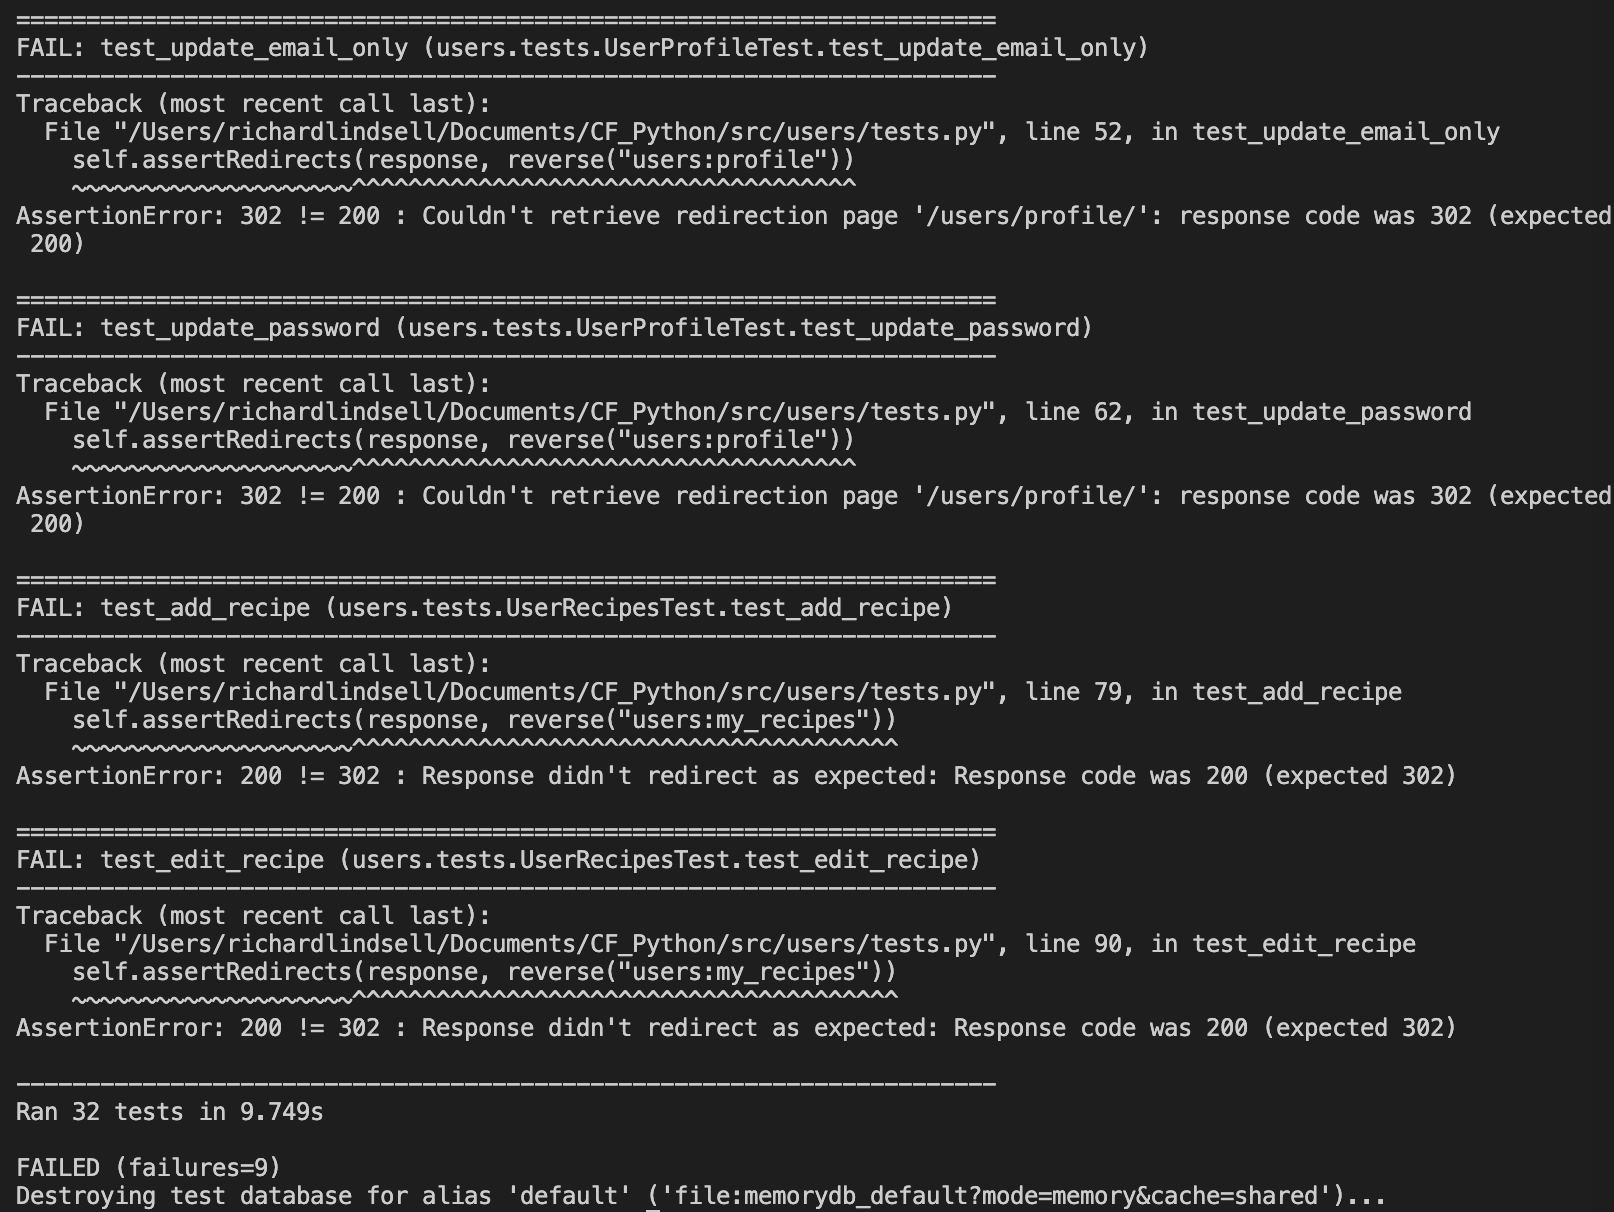 ======================================================================
FAIL: test_update_email_only (users.tests.UserProfileTest.test_update_email_only)
----------------------------------------------------------------------
Traceback (most recent call last):
  File "/Users/richardlindsell/Documents/CF_Python/src/users/tests.py", line 52, in test_update_email_only
    self.assertRedirects(response, reverse("users:profile"))
    ~~~~~~~~~~~~~~~~~~~~^^^^^^^^^^^^^^^^^^^^^^^^^^^^^^^^^^^^
AssertionError: 302 != 200 : Couldn't retrieve redirection page '/users/profile/': response code was 302 (expected
 200)

======================================================================
FAIL: test_update_password (users.tests.UserProfileTest.test_update_password)
----------------------------------------------------------------------
Traceback (most recent call last):
  File "/Users/richardlindsell/Documents/CF_Python/src/users/tests.py", line 62, in test_update_password
    self.assertRedirects(response, reverse("users:profile"))
    ~~~~~~~~~~~~~~~~~~~~^^^^^^^^^^^^^^^^^^^^^^^^^^^^^^^^^^^^
AssertionError: 302 != 200 : Couldn't retrieve redirection page '/users/profile/': response code was 302 (expected
 200)

======================================================================
FAIL: test_add_recipe (users.tests.UserRecipesTest.test_add_recipe)
----------------------------------------------------------------------
Traceback (most recent call last):
  File "/Users/richardlindsell/Documents/CF_Python/src/users/tests.py", line 79, in test_add_recipe
    self.assertRedirects(response, reverse("users:my_recipes"))
    ~~~~~~~~~~~~~~~~~~~~^^^^^^^^^^^^^^^^^^^^^^^^^^^^^^^^^^^^^^^
AssertionError: 200 != 302 : Response didn't redirect as expected: Response code was 200 (expected 302)

======================================================================
FAIL: test_edit_recipe (users.tests.UserRecipesTest.test_edit_recipe)
----------------------------------------------------------------------
Traceback (most recent call last):
  File "/Users/richardlindsell/Documents/CF_Python/src/users/tests.py", line 90, in test_edit_recipe
    self.assertRedirects(response, reverse("users:my_recipes"))
    ~~~~~~~~~~~~~~~~~~~~^^^^^^^^^^^^^^^^^^^^^^^^^^^^^^^^^^^^^^^
AssertionError: 200 != 302 : Response didn't redirect as expected: Response code was 200 (expected 302)

----------------------------------------------------------------------
Ran 32 tests in 9.749s

FAILED (failures=9)
Destroying test database for alias 'default' ('file:memorydb_default?mode=memory&cache=shared')...